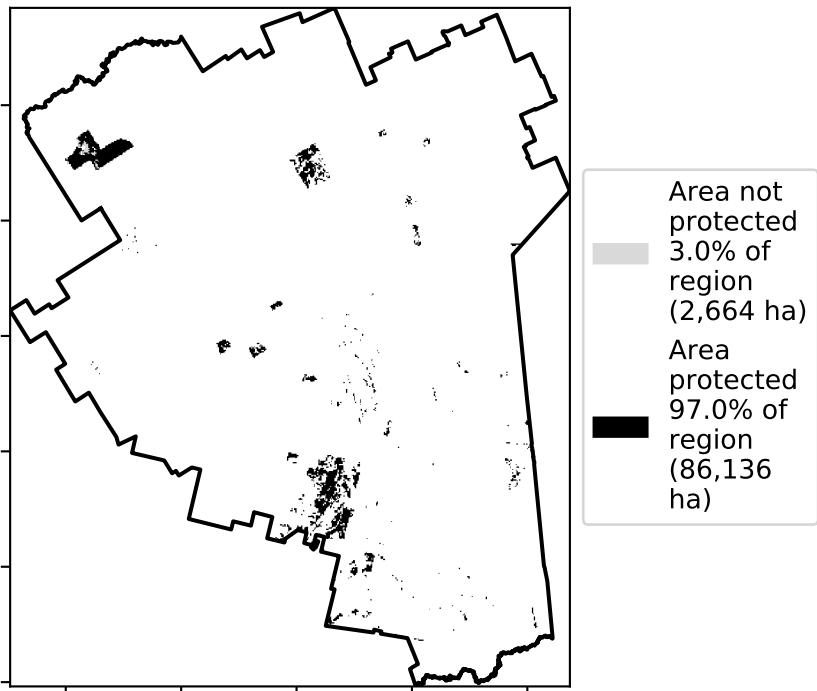 Area not
protected
3.0% of
region
(2,664 ha)
Area
protected
97.0% of
region
(86,136
ha)